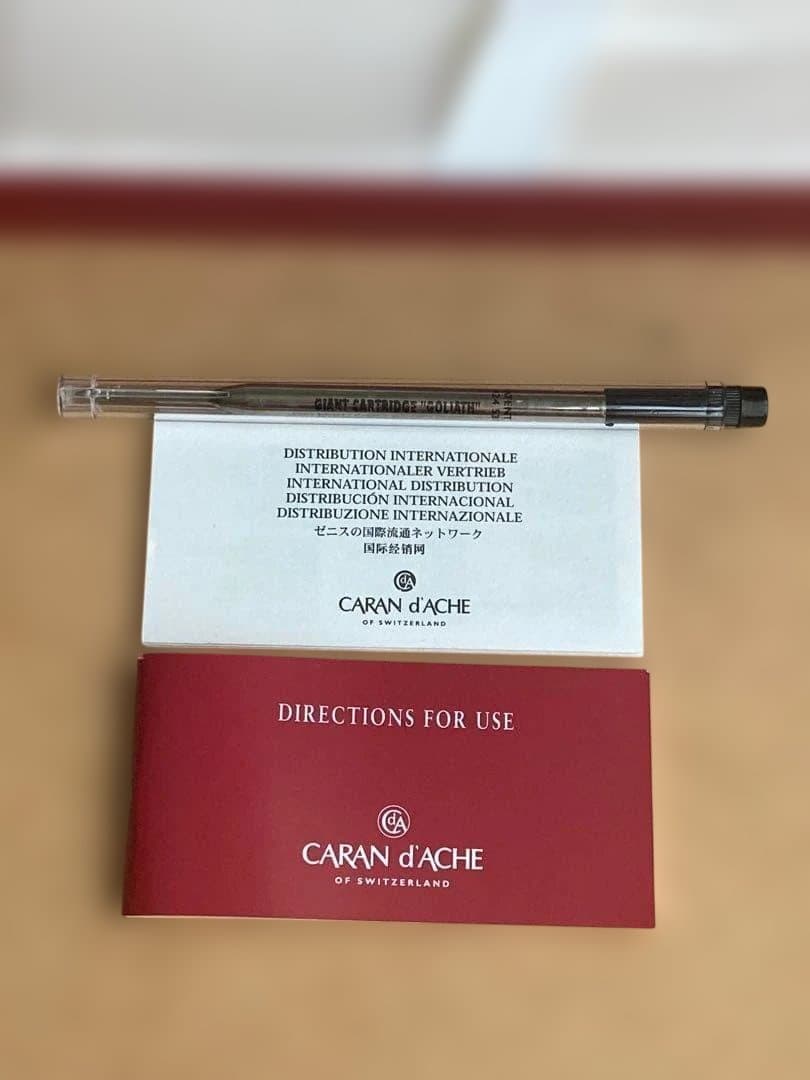 GIANT CARTRIDGE "GOLIATH"
DISTRIBUTION INTERNATIONALE
INTERNATIONALER VERTRIEB
INTERNATIONAL DISTRIBUTION
DISTRIBUCIÓN INTERNACIONAL
DISTRIBUZIONE INTERNAZIONALE
ゼニスの国際流通ネットワーク
国际经销网
CdA
CARAN d'ACHE
OF SWITZERLAND
DIRECTIONS FOR USE
CdA
CARAN d'ACHE
OF SWITZERLAND